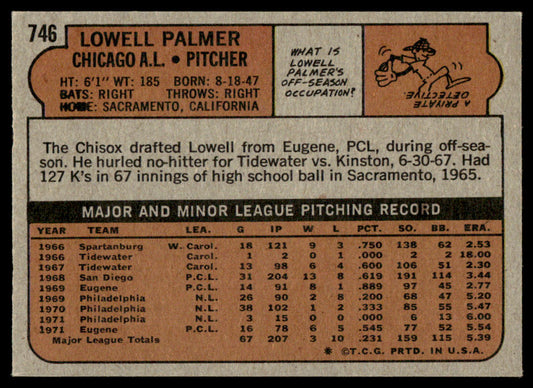 746
LOWELL PALMER
CHICAGO A.L. • PITCHER
HT: 6'1" WT: 185 BORN: 8-18-47
BATS: RIGHT THROWS: RIGHT
HOME: SACRAMENTO, CALIFORNIA
WHAT IS
LOWELL
PALMER'S
OFF-SEASON
OCCUPATION?
A PRIVATE
DETECTIVE
The Chisox drafted Lowell from Eugene, PCL, during off-sea-
son. He hurled no-hitter for Tidewater vs. Kinston, 6-30-67. Had
127 K's in 67 innings of high school ball in Sacramento, 1965.
MAJOR AND MINOR LEAGUE PITCHING RECORD
YEAR TEAM LEA. G IP W L PCT. SO. BB. ERA.
1966 Spartanburg W. Carol. 18 121 9 3 .750 138 62 2.53
1966 Tidewater Carol. 1 2 0 1 .000 2 2 18.00
1967 Tidewater Carol. 13 98 6 4 .600 106 51 2.30
1968 San Diego P.C.L. 31 204 13 8 .619 191 114 3.44
1969 Eugene P.C.L. 14 91 8 1 .889 97 45 2.77
1969 Philadelphia N.L. 26 90 2 8 .200 68 47 5.20
1970 Philadelphia N.L. 38 102 1 2 .333 85 55 5.47
1971 Philadelphia N.L. 3 15 0 0 .000 6 13 6.00
1971 Eugene P.C.L. 16 78 6 5 .545 77 52 5.54
Major League Totals 67 207 3 10 .231 159 115 5.39
* ©T.C.G. PRTD. IN U.S.A.